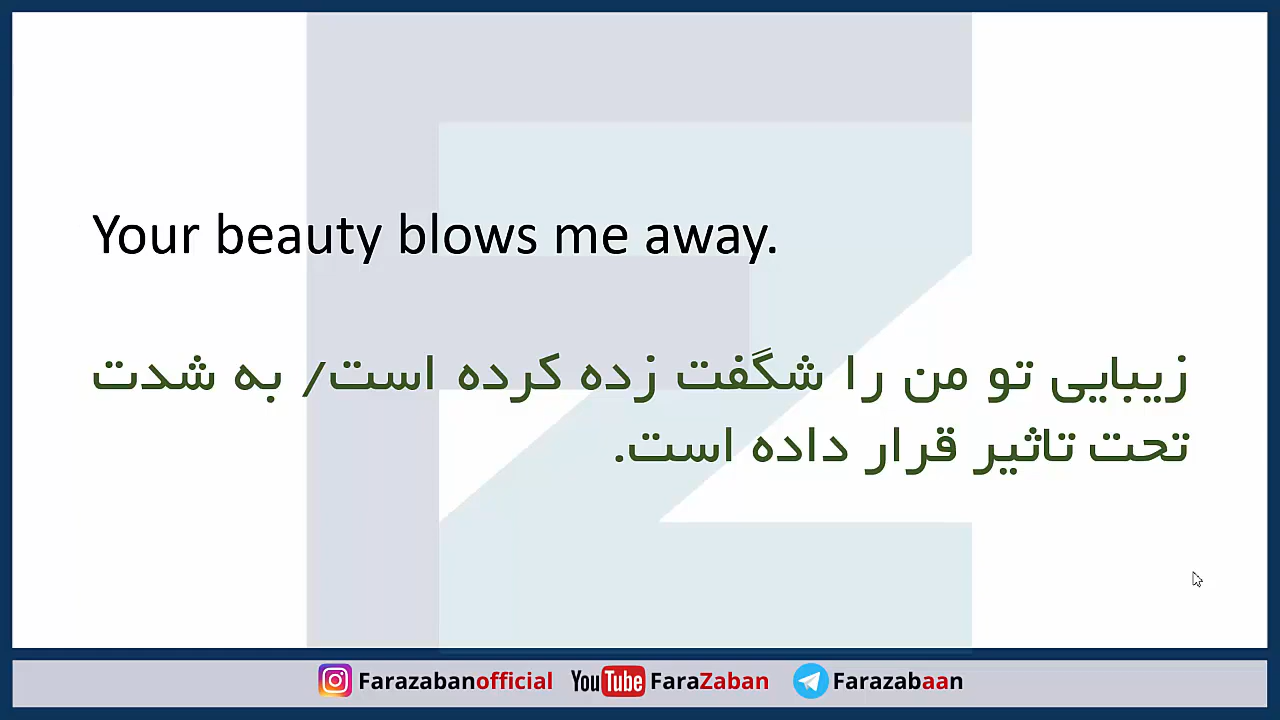 Your beauty blows me away.
زیبایی تو من را شگفت زده کرده است/ به شدت
تحت تاثیر قرار داده است.
Farazabanofficial YouTube FaraZaban Farazabaan